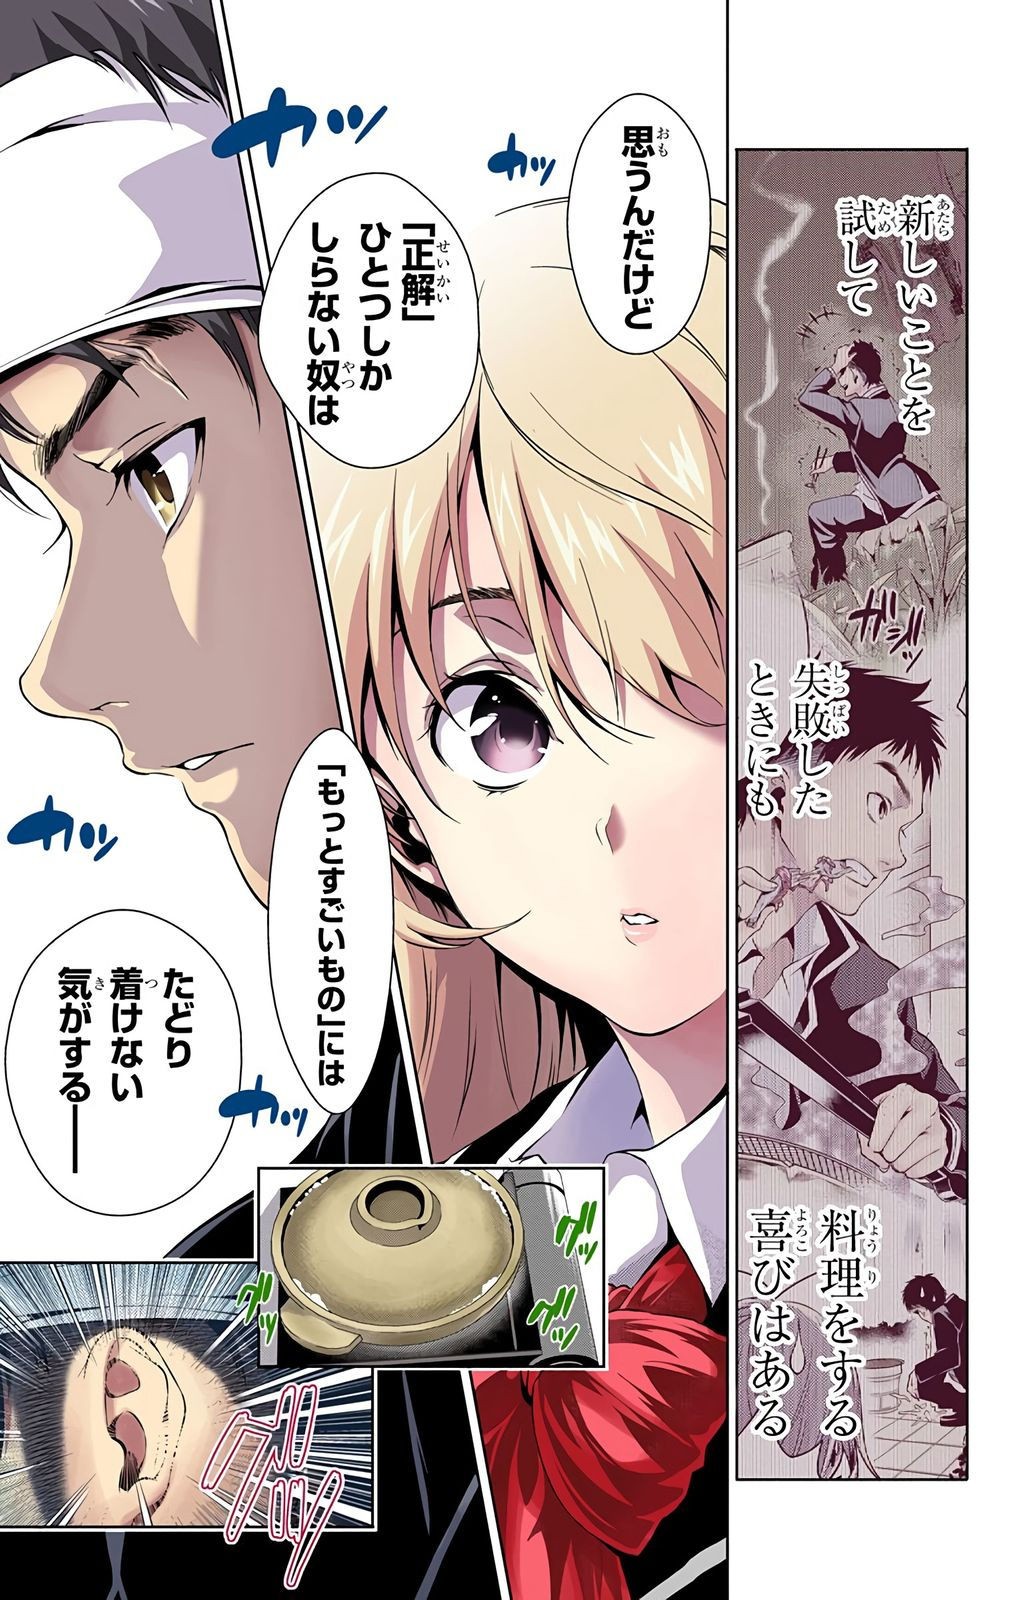 新しいことを
試して
失敗した
ときにも
料理をする
喜びはある
思うんだけど
「正解」
ひとつしか
しらない奴は
「もっとすごいもの」には
たどり
着けない
気がする――
ガジッ
カッ
カッ
カッ
カッ
グツ
グツ
グツ